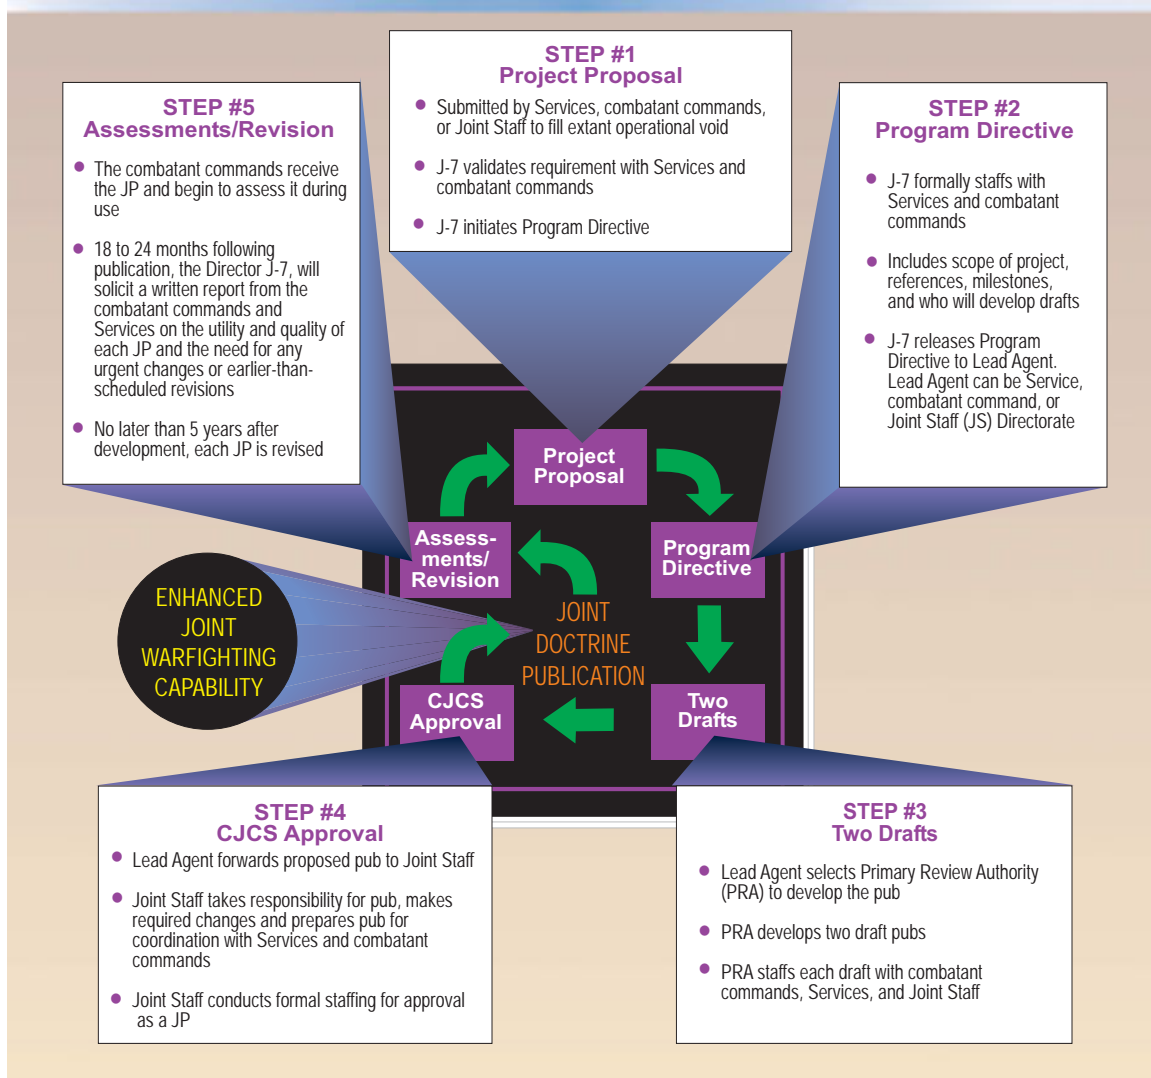 STEP #1
Project Proposal
• Submitted by Services, combatant commands,
or Joint Staff to fill extant operational void
• J-7 validates requirement with Services and
combatant commands
• J-7 initiates Program Directive
STEP #5
Assessments/Revision
• The combatant commands receive
the JP and begin to assess it during
use
• 18 to 24 months following
publication, the Director J-7, will
solicit a written report from the
combatant commands and
Services on the utility and quality of
each JP and the need for any
urgent changes or earlier-than-
scheduled revisions
• No later than 5 years after
development, each JP is revised
STEP #2
Program Directive
• J-7 formally staffs with
Services and combatant
commands
• Includes scope of project,
references, milestones,
and who will develop drafts
• J-7 releases Program
Directive to Lead Agent.
Lead Agent can be Service,
combatant command, or
Joint Staff (JS) Directorate
Project
Proposal
Assess-
ments/
Revision
Program
Directive
ENHANCED
JOINT
WARFIGHTING
CAPABILITY
JOINT
DOCTRINE
PUBLICATION
CJCS
Approval
Two
Drafts
STEP #4
CJCS Approval
• Lead Agent forwards proposed pub to Joint Staff
• Joint Staff takes responsibility for pub, makes
required changes and prepares pub for
coordination with Services and combatant
commands
• Joint Staff conducts formal staffing for approval
as a JP
STEP #3
Two Drafts
• Lead Agent selects Primary Review Authority
(PRA) to develop the pub
• PRA develops two draft pubs
• PRA staffs each draft with combatant
commands, Services, and Joint Staff